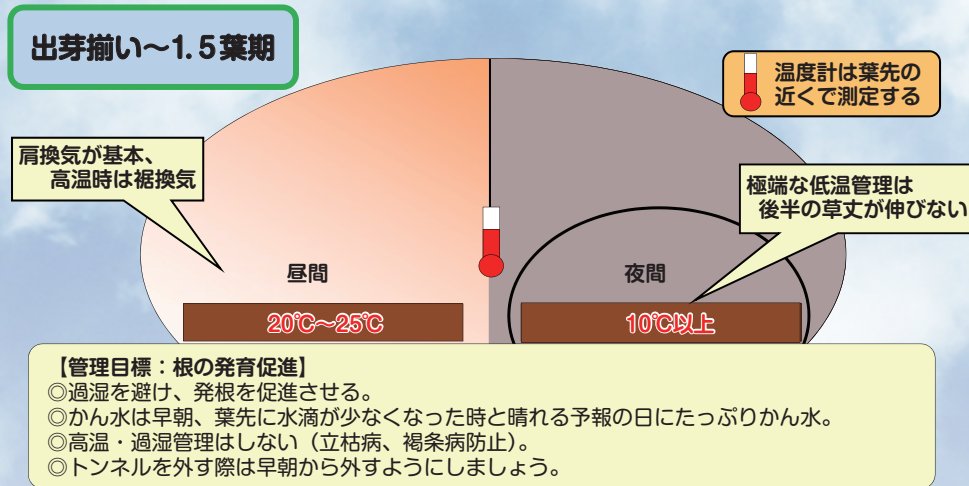 出芽揃い～1.5葉期
温度計は葉先の
近くで測定する
肩換気が基本、
高温時は裾換気
極端な低温管理は
後半の草丈が伸びない
昼間
夜間
20℃～25℃
10℃以上
【管理目標：根の発育促進】
◎過湿を避け、発根を促進させる。
◎かん水は早朝、葉先に水滴が少なくなった時と晴れる予報の日にたっぷりかん水。
◎高温・過湿管理はしない（立枯病、褐条病防止）。
◎トンネルを外す際は早朝から外すようにしましょう。